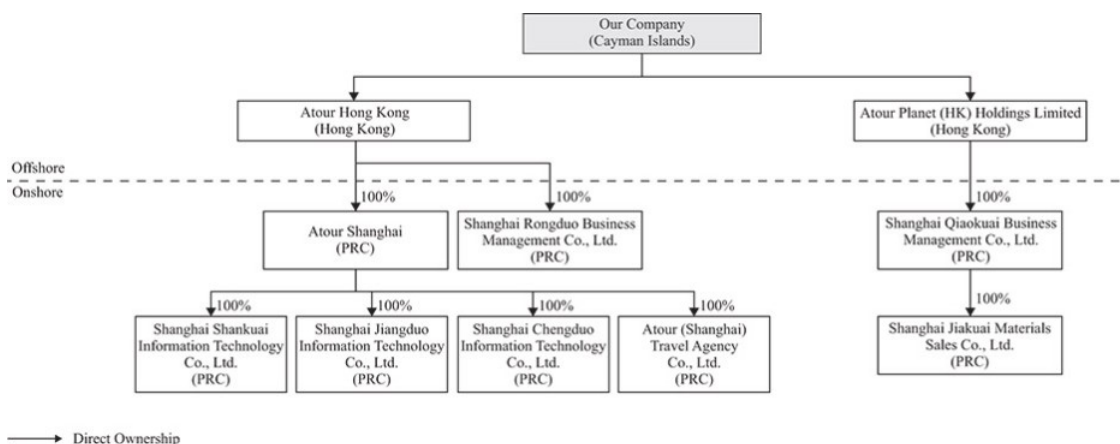 Our Company
(Cayman Islands)
Atour Hong Kong
(Hong Kong)
Atour Planet (HK) Holdings Limited
(Hong Kong)
Offshore
Onshore
100%
100%
100%
Atour Shanghai
(PRC)
Shanghai Rongduo Business
Management Co., Ltd.
(PRC)
Shanghai Qiaokuai Business
Management Co., Ltd.
(PRC)
100%
100%
100%
100%
100%
Shanghai Shankuai
Information Technology
Co., Ltd.
(PRC)
Shanghai Jiangduo
Information Technology
Co., Ltd.
(PRC)
Shanghai Chengduo
Information Technology
Co., Ltd.
(PRC)
Atour (Shanghai)
Travel Agency
Co., Ltd.
(PRC)
Shanghai Jiakuai Materials
Sales Co., Ltd.
(PRC)
Direct Ownership